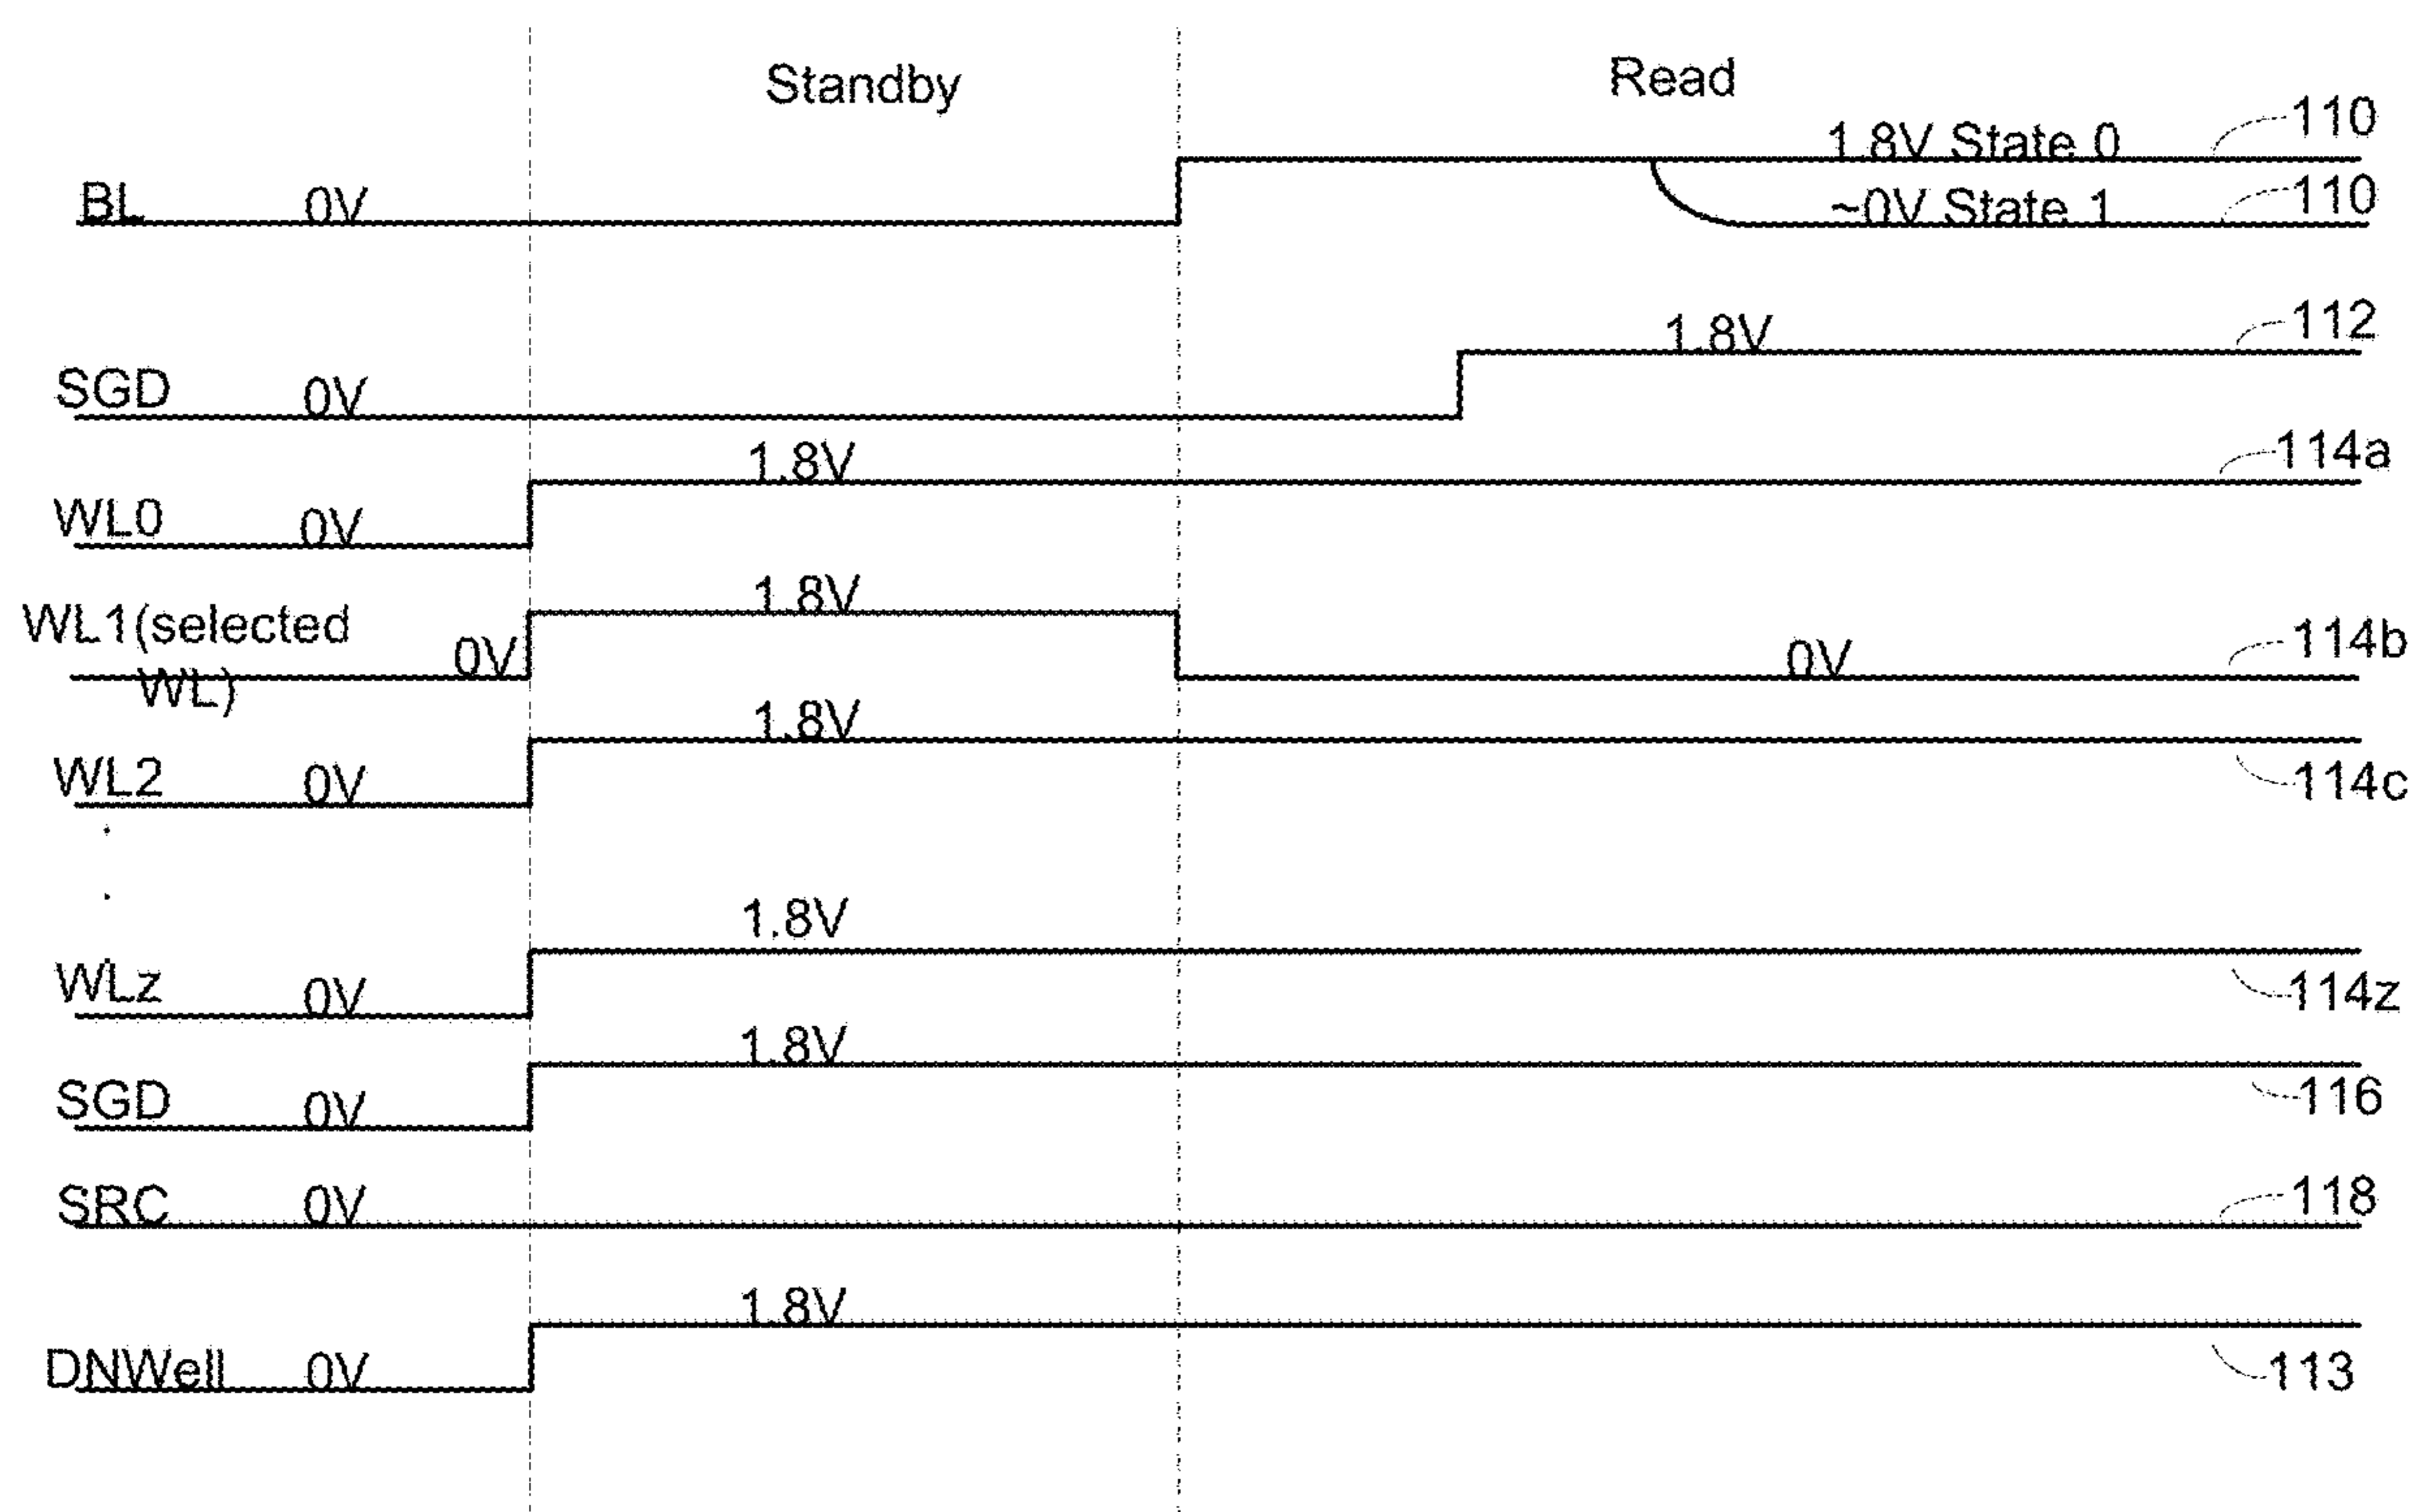 Standby
Read
1.8V State 0
110
BL
0V
~0V State 1
110
1.8V
112
SGD
0V
1.8V
114a
WL0
0V
1.8V
WL1(selected
WL)
0V
0V
114b
1.8V
WL2
0V
114c
1.8V
WLz
0V
114z
1.8V
SGD
0V
116
SRC
0V
118
1.8V
DNWell
0V
113